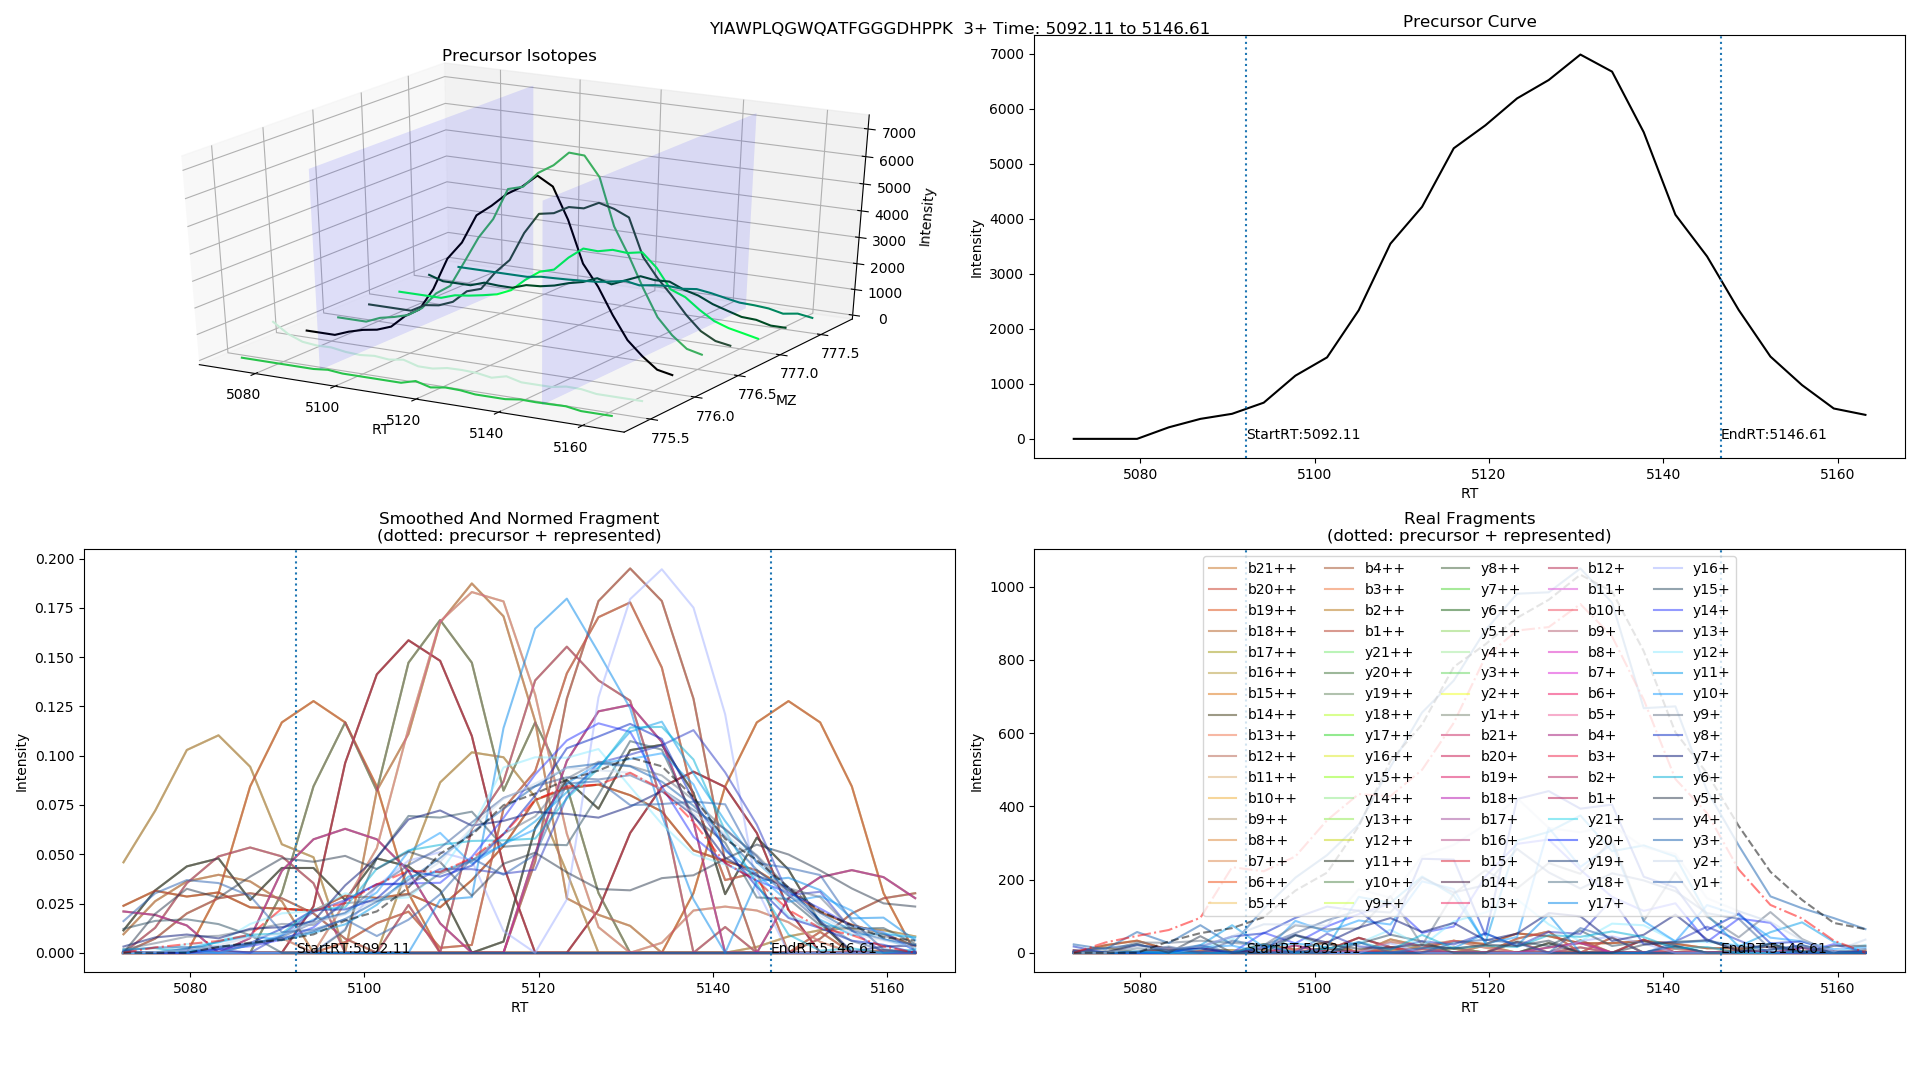 YIAWPLQGWQATFGGGDHPPK  3+ Time: 5092.11 to 5146.61
Precursor Isotopes
7000
6000
5000
4000
3000
2000
1000
0
Intensity
5080
5100
5120
5140
5160
RT
775.5
776.0
776.5
777.0
777.5
MZ
Precursor Curve
7000
6000
5000
4000
3000
2000
1000
0
Intensity
StartRT:5092.11
EndRT:5146.61
5080 5100 5120 5140 5160
RT
Smoothed And Normed Fragment
(dotted: precursor + represented)
0.200
0.175
0.150
0.125
0.100
0.075
0.050
0.025
0.000
Intensity
StartRT:5092.11
EndRT:5146.61
5080 5100 5120 5140 5160
RT
Real Fragments
(dotted: precursor + represented)
1000
800
600
400
200
0
Intensity
b21++ b4++ y8++ b12+ y16+
b20++ b3++ y7++ b11+ y15+
b19++ b2++ y6++ b10+ y14+
b18++ b1++ y5++ b9+ y13+
b17++ y21++ y4++ b8+ y12+
b16++ y20++ y3++ b7+ y11+
b15++ y19++ y2++ b6+ y10+
b14++ y18++ y1++ b5+ y9+
b13++ y17++ b21+ b4+ y8+
b12++ y16++ b20+ b3+ y7+
b11++ y15++ b19+ b2+ y6+
b10++ y14++ b18+ b1+ y5+
b9++ y13++ b17+ y21+ y4+
b8++ y12++ b16+ y20+ y3+
b7++ y11++ b15+ y19+ y2+
b6++ y10++ b14+ y18+ y1+
b5++ y9++ b13+ y17+
StartRT:5092.11
EndRT:5146.61
5080 5100 5120 5140 5160
RT